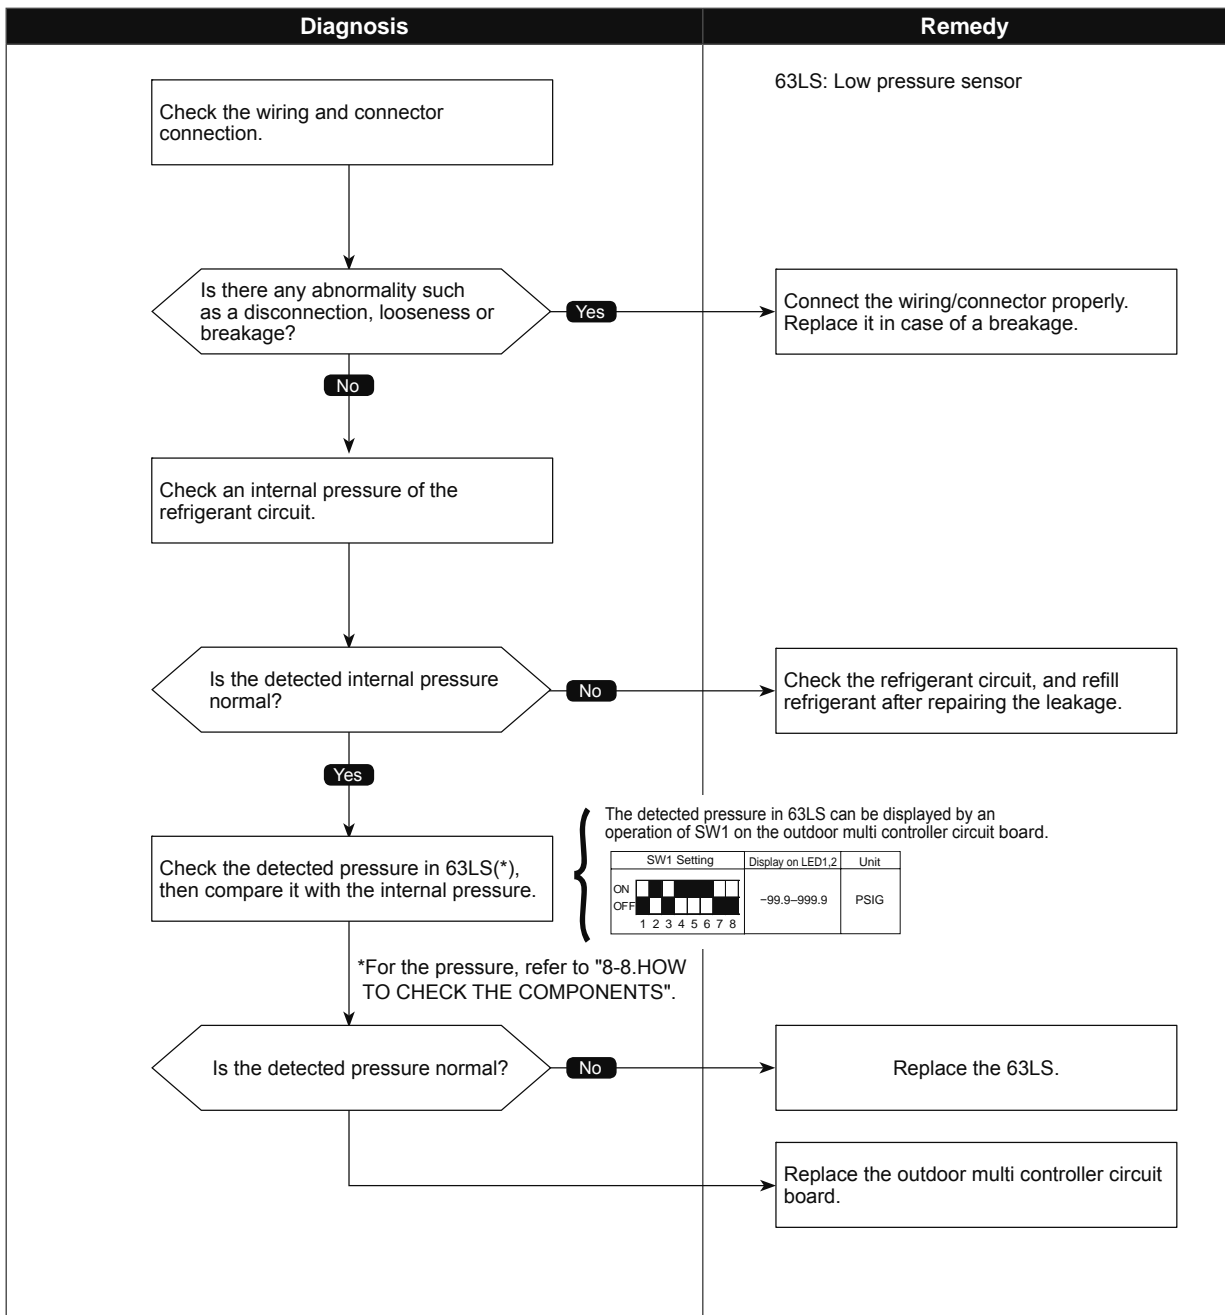 Diagnosis
Remedy
63LS: Low pressure sensor
Check the wiring and connector
connection.
Is there any abnormality such
as a disconnection, looseness or
breakage?
Yes
Connect the wiring/connector properly.
Replace it in case of a breakage.
No
Check an internal pressure of the
refrigerant circuit.
Is the detected internal pressure
normal?
No
Check the refrigerant circuit, and refill
refrigerant after repairing the leakage.
Yes
The detected pressure in 63LS can be displayed by an
operation of SW1 on the outdoor multi controller circuit board.
Check the detected pressure in 63LS(*),
then compare it with the internal pressure.
SW1 Setting
Display on LED1,2
Unit
ON
OFF
1 2 3 4 5 6 7 8
−99.9–999.9
PSIG
*For the pressure, refer to "8-8.HOW
TO CHECK THE COMPONENTS".
Is the detected pressure normal?
No
Replace the 63LS.
Replace the outdoor multi controller circuit
board.